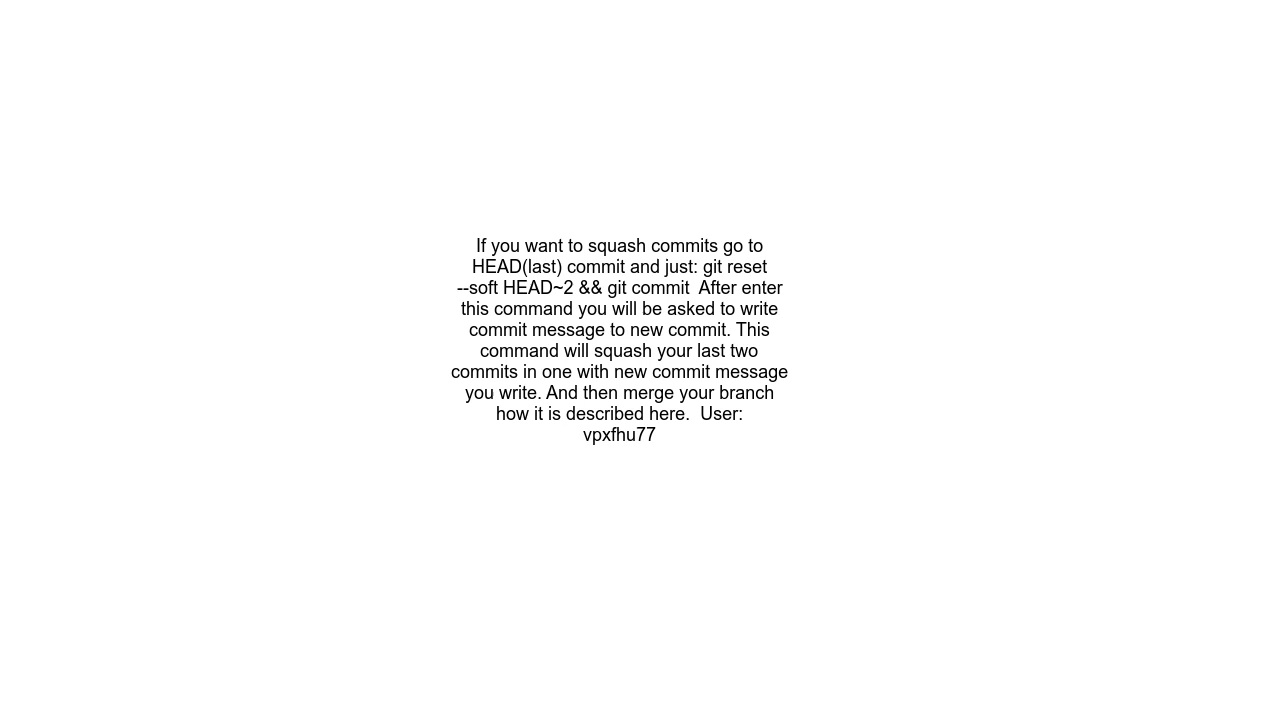 If you want to squash commits go to
HEAD(last) commit and just: git reset
--soft HEAD~2 && git commit  After enter
this command you will be asked to write
commit message to new commit. This
command will squash your last two
commits in one with new commit message
you write. And then merge your branch
how it is described here.  User:
vpxfhu77